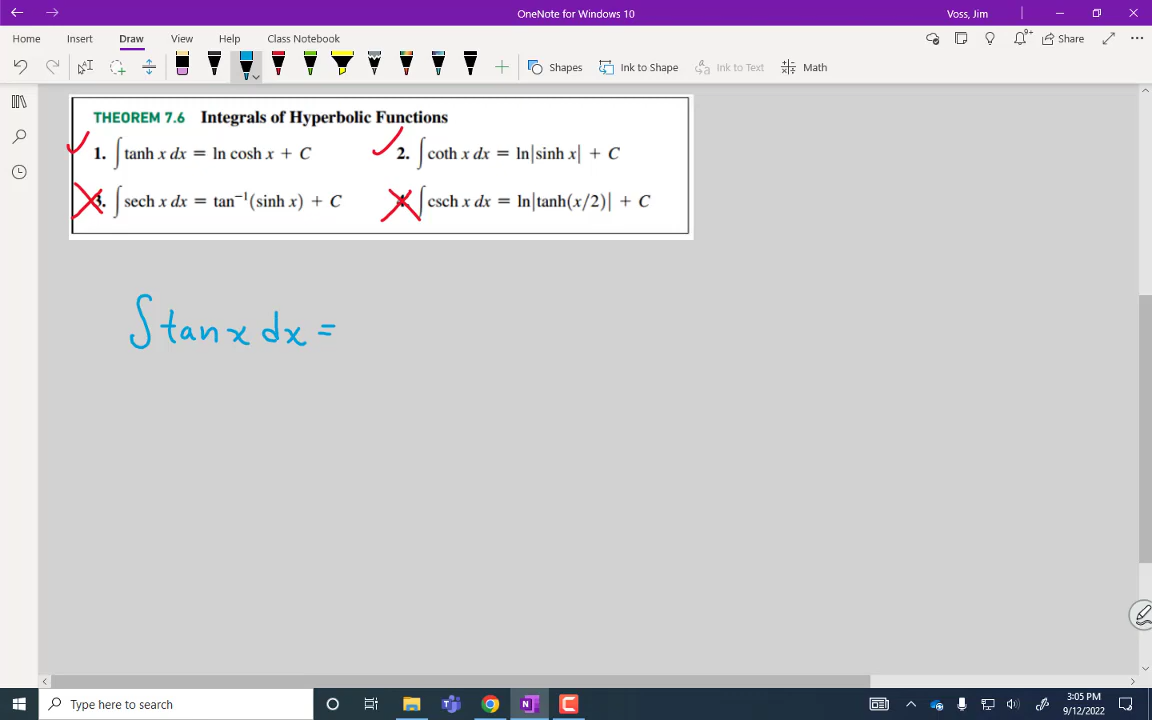 OneNote for Windows 10
Voss, Jim
Home Insert Draw View Help Class Notebook
Share
Shapes Ink to Shape Ink to Text Math
THEOREM 7.6 Integrals of Hyperbolic Functions
1. ∫ tanh x dx = ln cosh x + C 2. ∫ coth x dx = ln|sinh x| + C
3. ∫ sech x dx = tan⁻¹(sinh x) + C ∫ csch x dx = ln|tanh(x/2)| + C
∫ tan x dx =
Type here to search
3:05 PM
9/12/2022